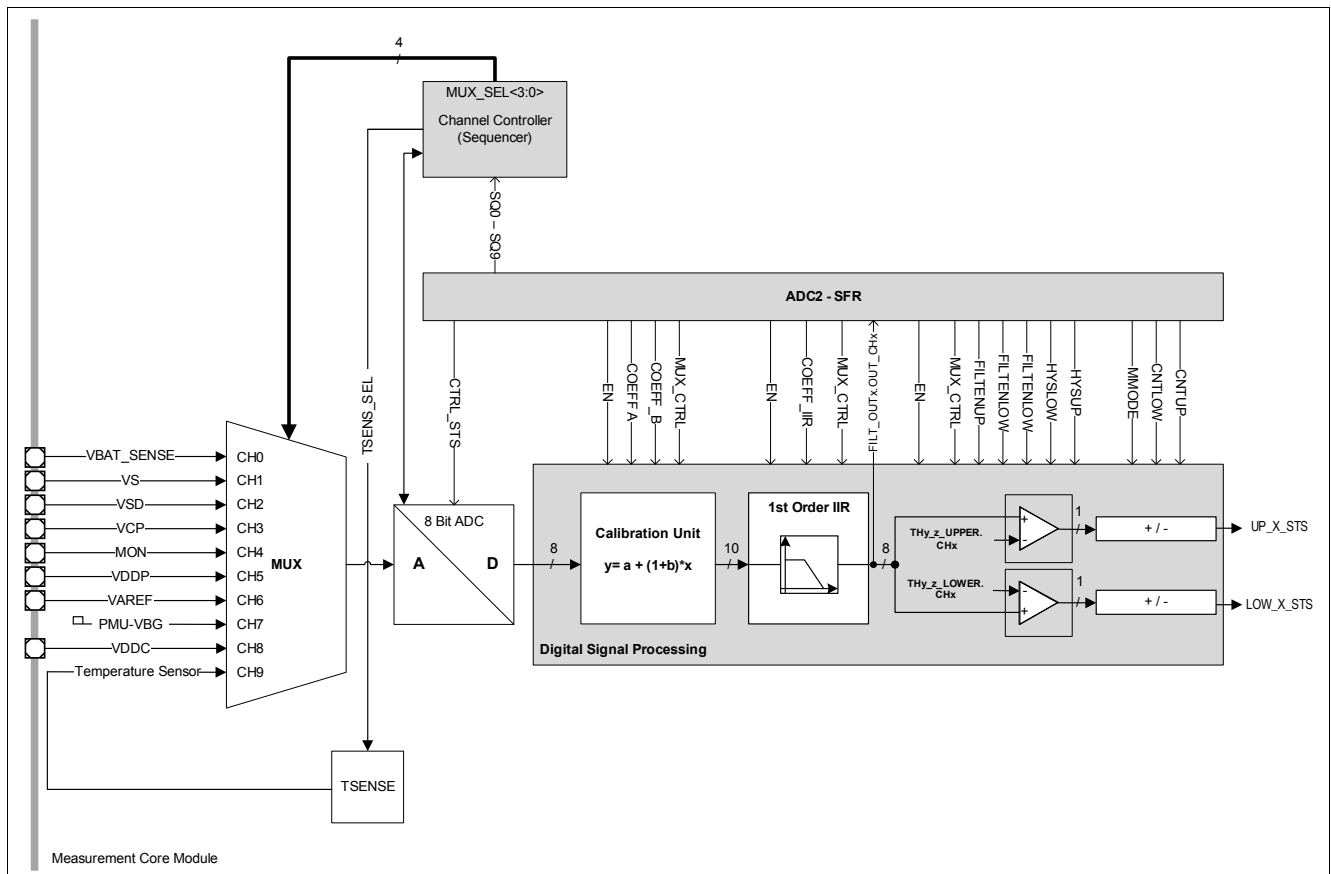 4
MUX_SEL<3:0>
Channel Controller
(Sequencer)
SQ0 – SQ9
ADC2 - SFR
TSENS_SEL
CTRL_STS
EN
COEFF A
COEFF_B
MUX_CTRL
EN
COEFF_IIR
MUX_CTRL
FILT_OUTx.OUT_CHx
EN
MUX_CTRL
FILTENUP
FILTENLOW
FILTENLOW
HYSLOW
HYSUP
MMODE
CNTLOW
CNTUP
VBAT_SENSE
CH0
VS
CH1
VSD
CH2
VCP
CH3
MON
CH4
VDDP
CH5
VAREF
CH6
PMU-VBG
CH7
VDDC
CH8
Temperature Sensor
CH9
MUX
8 Bit ADC
A
D
8
Calibration Unit
y= a + (1+b)*x
10
1st Order IIR
8
THy_z_UPPER.
CHx
+
-
1
+ / -
UP_X_STS
THy_z_LOWER.
CHx
-
+
1
+ / -
LOW_X_STS
Digital Signal Processing
TSENSE
Measurement Core Module